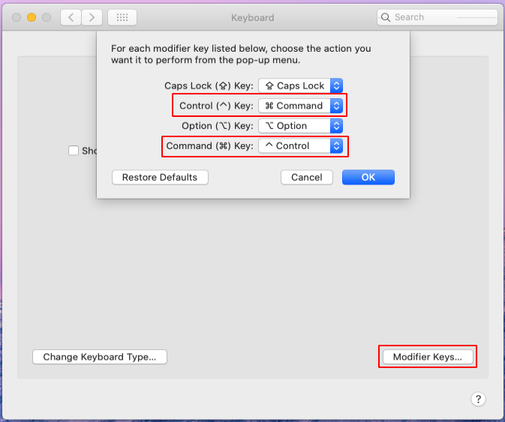 Keyboard
Search
For each modifier key listed below, choose the action you
want it to perform from the pop-up menu.
Caps Lock (⇪) Key: ⇪ Caps Lock
Control (^) Key: ⌘ Command
Option (⌥) Key: ⌥ Option
Command (⌘) Key: ^ Control
Sho
Restore Defaults Cancel OK
Change Keyboard Type... Modifier Keys...
?